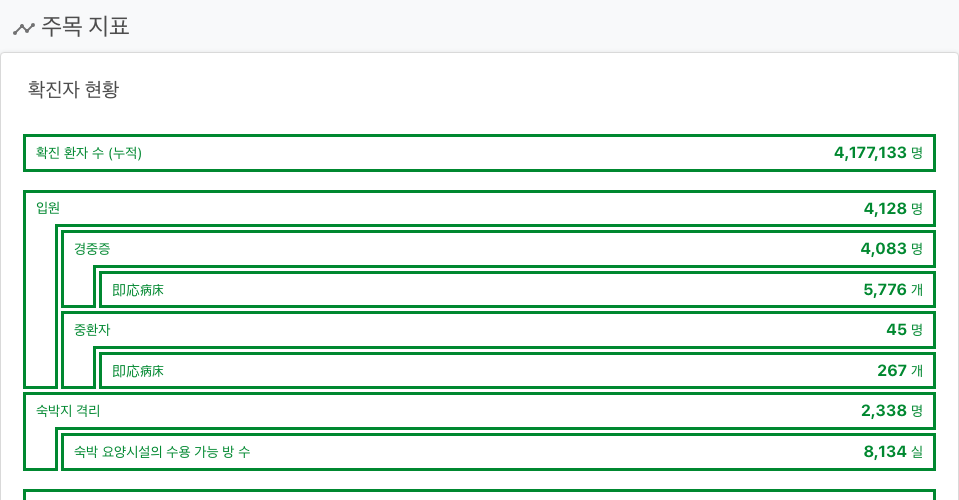 주목 지표
확진자 현황
확진 환자 수 (누적) 4,177,133 명
입원 4,128 명
경중증 4,083 명
即応病床 5,776 개
중환자 45 명
即応病床 267 개
숙박지 격리 2,338 명
숙박 요양시설의 수용 가능 방 수 8,134 실